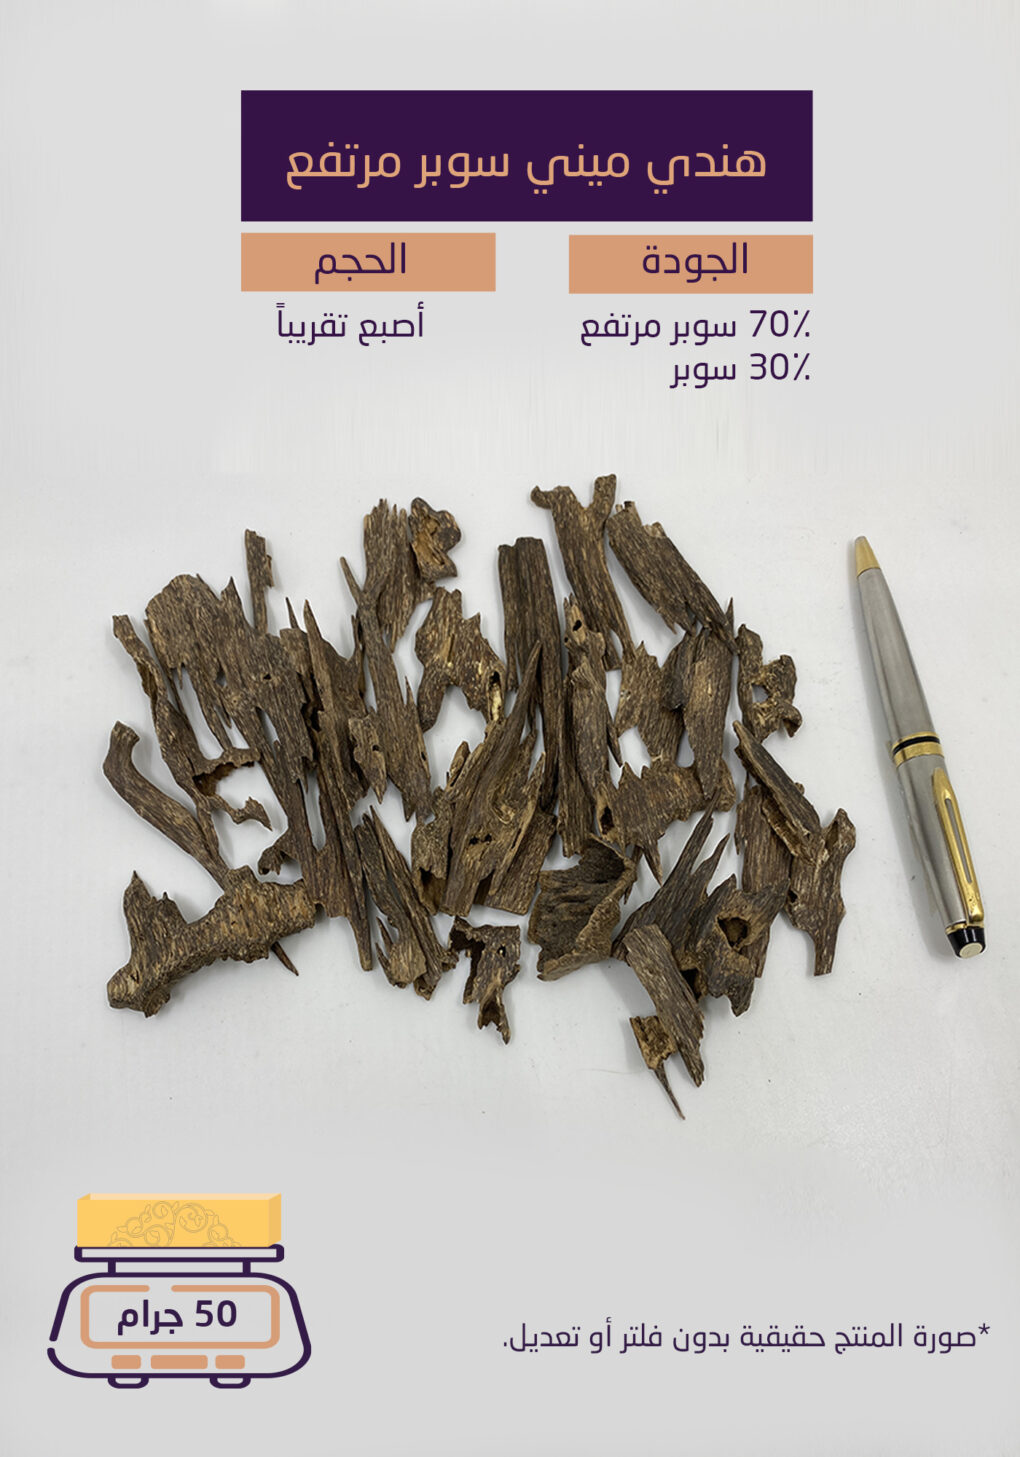 هندي ميني سوبر مرتفع
الجودة
70٪ سوبر مرتفع
30٪ سوبر
الحجم
أصبع تقريباً
50 جرام
*صورة المنتج حقيقية بدون فلتر أو تعديل.